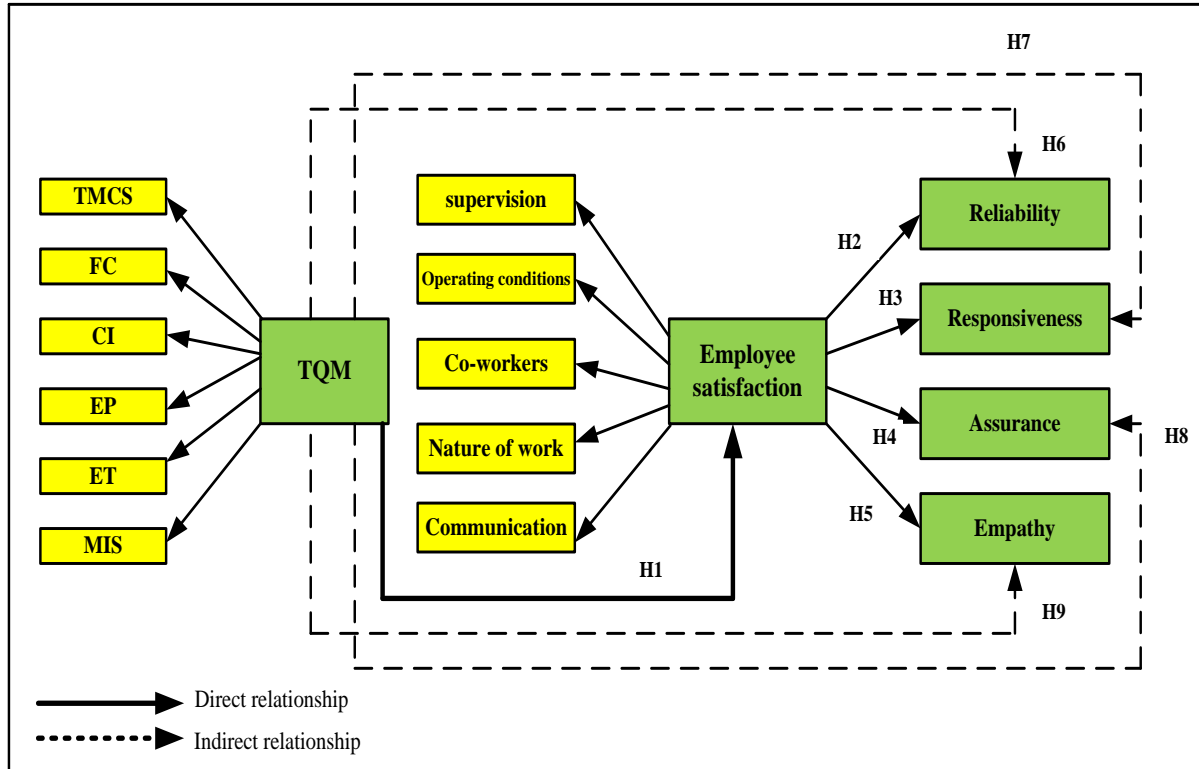 H7
H6
TMCS
FC
CI
EP
ET
MIS
TQM
supervision
Operating conditions
Co-workers
Nature of work
Communication
H1
Employee
satisfaction
H2
H3
H4
H5
Reliability
Responsiveness
Assurance
Empathy
H8
H9
Direct relationship
Indirect relationship